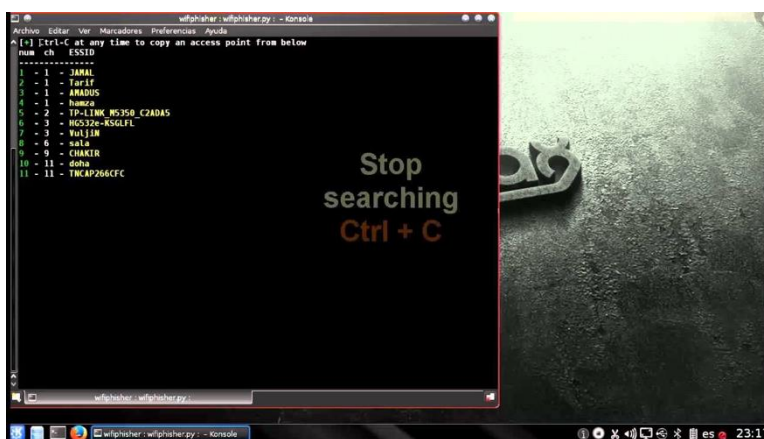 wifiphisher : wifiphisher.py : - Konsole
Archivo Editar Ver Marcadores Preferencias Ayuda
[+] Ctrl-C at any time to copy an access point from below
num ch ESSID
---------------
1 - 1 - JAMAL
2 - 1 - Tarif
3 - 1 - AMADUS
4 - 1 - hamza
5 - 2 - TP-LINK_M5350_C2ADA5
6 - 3 - HG532e-KSGLFL
7 - 3 - VuljiN
8 - 6 - sala
9 - 9 - CHAKIR
10 - 11 - doha
11 - 11 - TNCAP266CFC
Stop
searching
Ctrl + C
wifiphisher : wifiphisher.py :
wifiphisher : wifiphisher.py : - Konsole
es
23:1